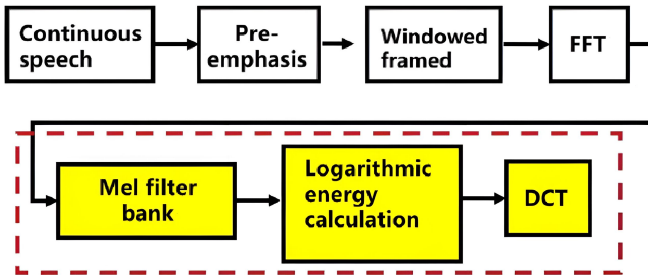 Continuous
speech
Pre-
emphasis
Windowed
framed
FFT
Mel filter
bank
Logarithmic
energy
calculation
DCT